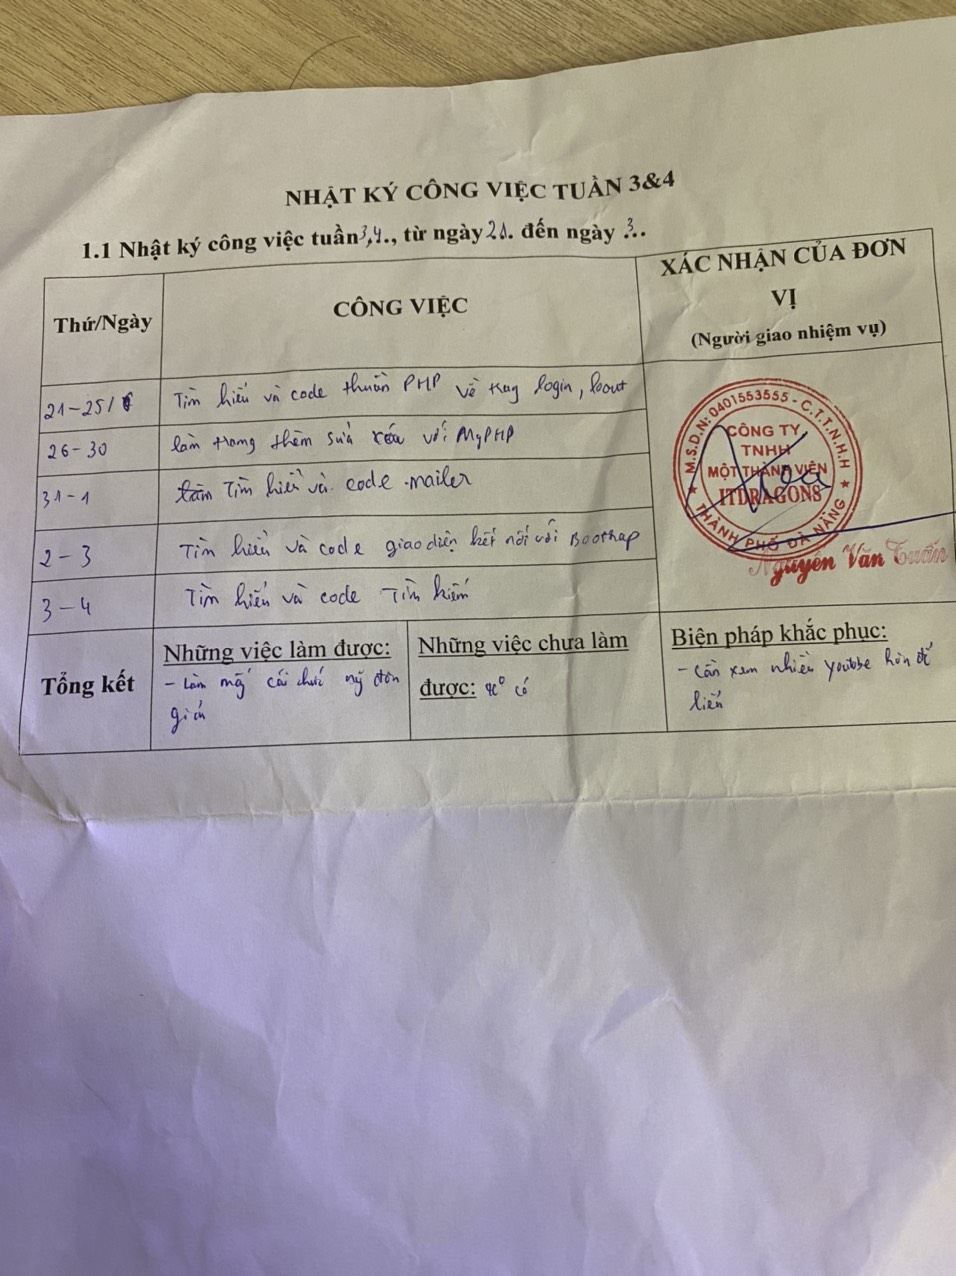 NHẬT KÝ CÔNG VIỆC TUẦN 3&4
1.1 Nhật ký công việc tuần 3,4.., từ ngày 21. đến ngày .3..
Thứ/Ngày
CÔNG VIỆC
XÁC NHẬN CỦA ĐƠN
VỊ
(Người giao nhiệm vụ)
21-25/6
Tìm hiểu và code thuần PHP về trang login, loout
26-30
làm trang thêm sửa xóa với MyPHP
31-1
Tìm hiểu và code mailer
2-3
Tìm hiểu và code giao diện kết nối với Bootrap
3-4
Tìm hiểu và code Tìm kiếm
M.S.D.N: 0401553555 - C.T.T.N.H.H
CÔNG TY
TNHH
MỘT THÀNH VIÊN
ITDRAGONS
THÀNH PHỐ ĐÀ NẴNG
Nguyễn Văn Tuấn
Tổng kết
Những việc làm được:
- Làm mấy cái chức đơn
giản
Những việc chưa làm
được: có
Biện pháp khắc phục:
- Cần xem nhiều youtube hơn để